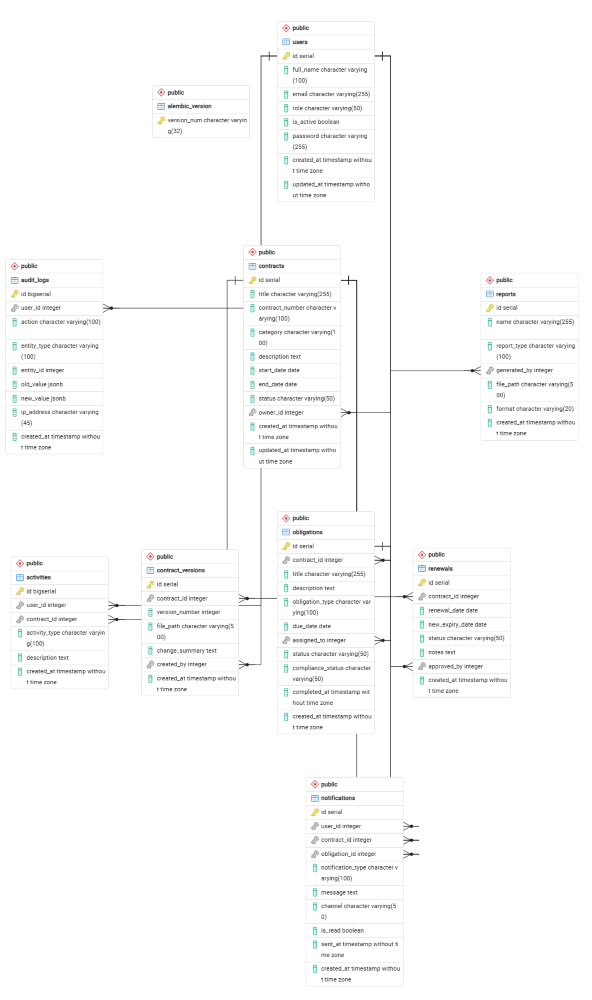 public
users
id serial
full_name character varying
(100)
email character varying(255)
role character varying(50)
is_active boolean
password character varying
(255)
created_at timestamp withou
t time zone
updated_at timestamp witho
ut time zone
public
alembic_version
version_num character varyin
g(32)
public
contracts
id serial
title character varying(255)
contract_number character v
arying(100)
category character varying(1
00)
description text
start_date date
end_date date
status character varying(50)
owner_id integer
created_at timestamp withou
t time zone
updated_at timestamp witho
ut time zone
public
audit_logs
id bigserial
user_id integer
action character varying(100)
entity_type character varying
(100)
entity_id integer
old_value jsonb
new_value jsonb
ip_address character varying
(45)
created_at timestamp withou
t time zone
public
reports
id serial
name character varying(255)
report_type character varying
(100)
generated_by integer
file_path character varying(5
00)
format character varying(20)
created_at timestamp withou
t time zone
public
obligations
id serial
contract_id integer
title character varying(255)
description text
obligation_type character var
ying(100)
due_date date
assigned_to integer
status character varying(50)
compliance_status character
varying(50)
completed_at timestamp wit
hout time zone
created_at timestamp withou
t time zone
public
activities
id bigserial
user_id integer
contract_id integer
activity_type character varyin
g(100)
description text
created_at timestamp withou
t time zone
public
contract_versions
id serial
contract_id integer
version_number integer
file_path character varying(5
00)
change_summary text
created_by integer
created_at timestamp withou
t time zone
public
renewals
id serial
contract_id integer
renewal_date date
new_expiry_date date
status character varying(50)
notes text
approved_by integer
created_at timestamp withou
t time zone
public
notifications
id serial
user_id integer
contract_id integer
obligation_id integer
notification_type character v
arying(100)
message text
channel character varying(5
0)
is_read boolean
sent_at timestamp without ti
me zone
created_at timestamp withou
t time zone